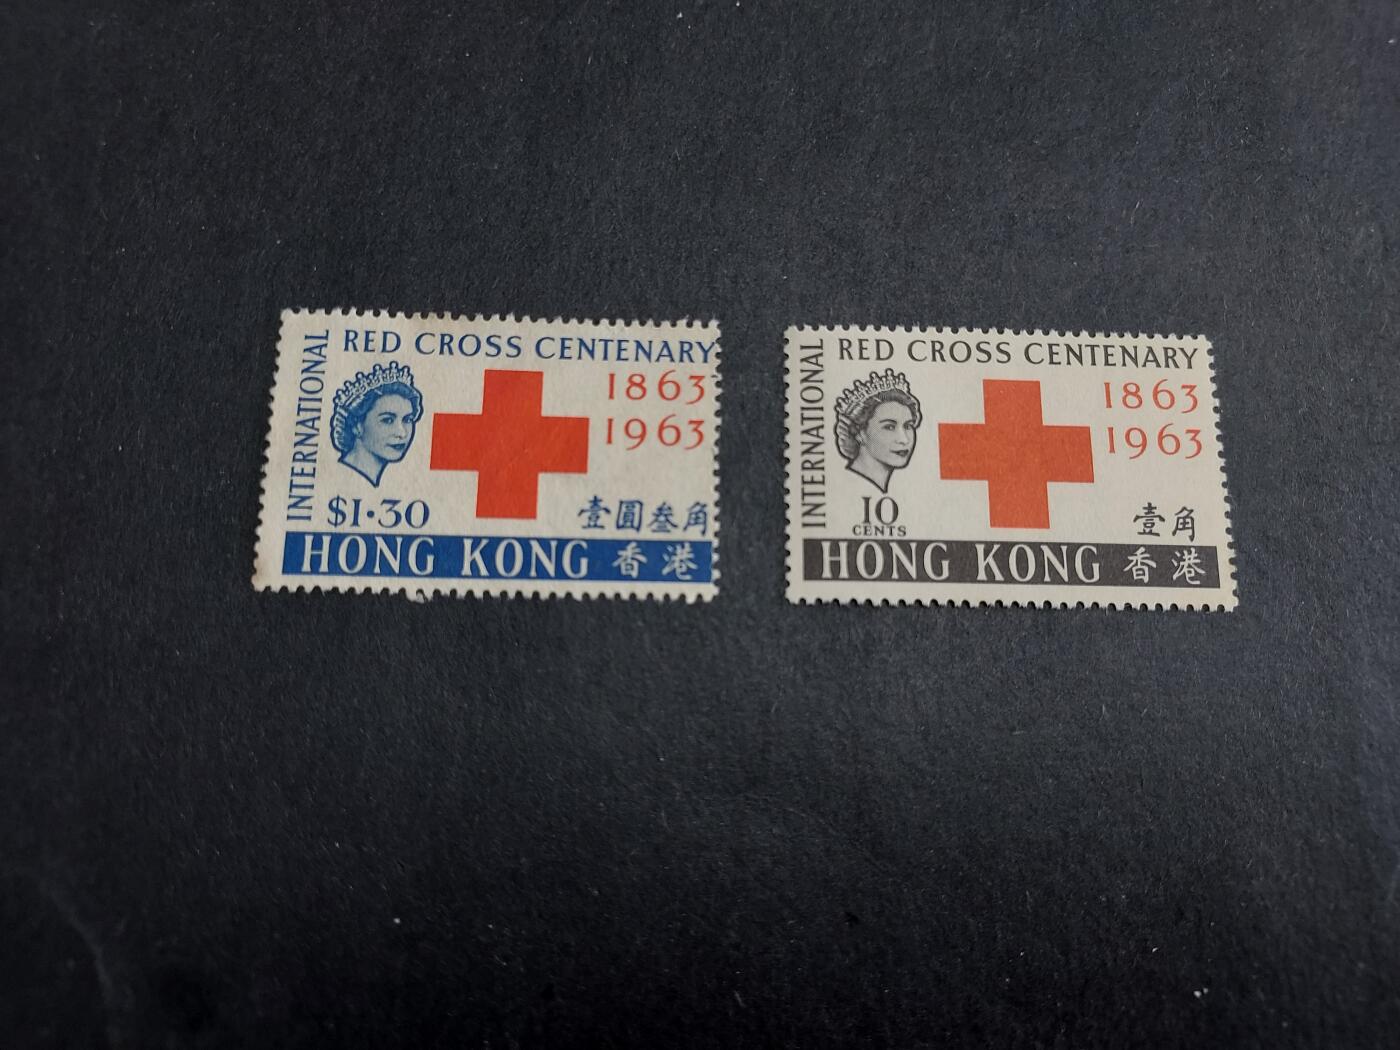 INTERNATIONAL
RED CROSS CENTENARY
1863
1963
$1·30
壹圓叁角
HONG KONG 香港
INTERNATIONAL
RED CROSS CENTENARY
1863
1963
10
CENTS
壹角
HONG KONG 香港